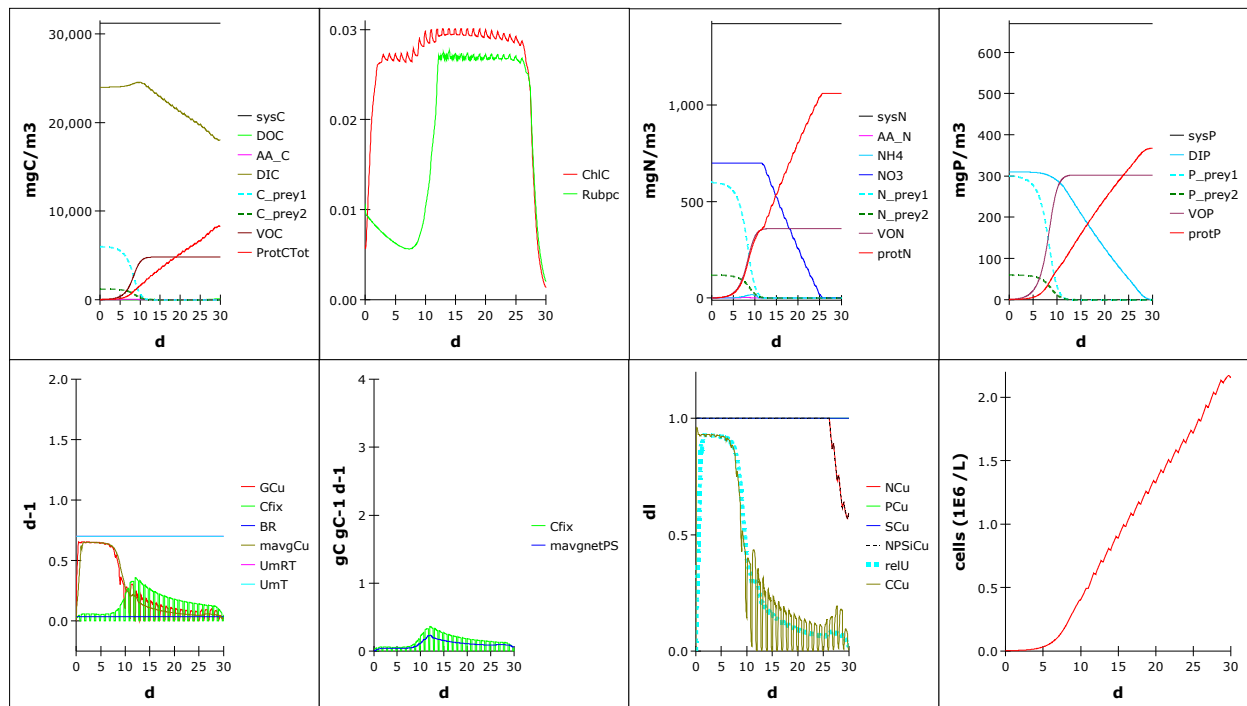 mgC/m3
30,000
20,000
10,000
0
0 5 10 15 20 25 30
d
sysC
DOC
AA_C
DIC
C_prey1
C_prey2
VOC
ProtCTot
0.03
0.02
0.01
0.00
0 5 10 15 20 25 30
d
ChlC
Rubpc
mgN/m3
1,000
500
0
0 5 10 15 20 25 30
d
sysN
AA_N
NH4
NO3
N_prey1
N_prey2
VON
protN
mgP/m3
600
500
400
300
200
100
0
0 5 10 15 20 25 30
d
sysP
DIP
P_prey1
P_prey2
VOP
protP
d-1
2.0
1.5
1.0
0.5
0.0
0 5 10 15 20 25 30
d
GCu
Cfix
BR
mavgCu
UmRT
UmT
gC gC-1 d-1
4
3
2
1
0
0 5 10 15 20 25 30
d
Cfix
mavgnetPS
dl
1.0
0.5
0.0
0 5 10 15 20 25 30
d
NCu
PCu
SCu
NPSiCu
relU
CCu
cells (1E6 /L)
2.0
1.5
1.0
0.5
0.0
0 5 10 15 20 25 30
d